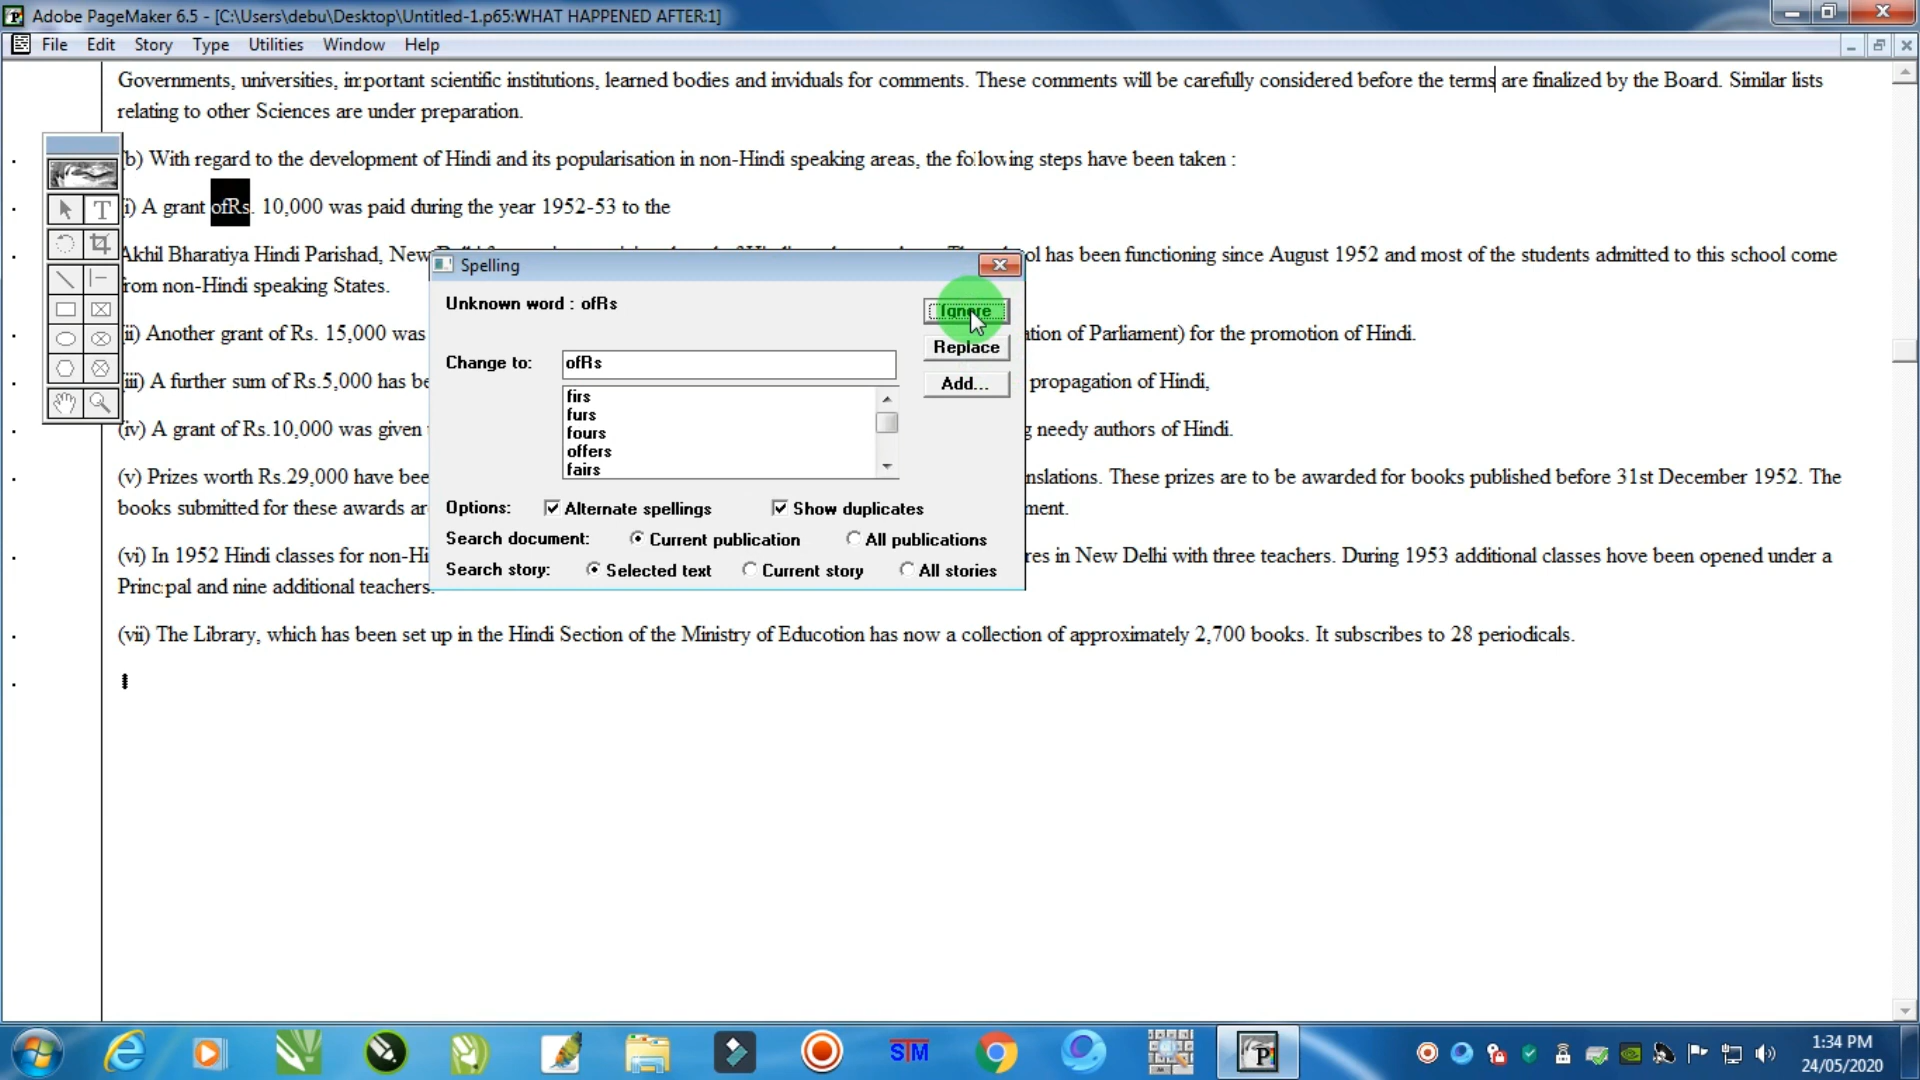 Adobe PageMaker 6.5 - [C:\Users\debu\Desktop\Untitled-1.p65:WHAT HAPPENED AFTER:1]
File Edit Story Type Utilities Window Help
Governments, universities, important scientific institutions, learned bodies and inviduals for comments. These comments will be carefully considered before the terms are finalized by the Board. Similar lists
relating to other Sciences are under preparation.
(b) With regard to the development of Hindi and its popularisation in non-Hindi speaking areas, the following steps have been taken :
(i) A grant ofRs. 10,000 was paid during the year 1952-53 to the
Akhil Bharatiya Hindi Parishad, New
has been functioning since August 1952 and most of the students admitted to this school come
from non-Hindi speaking States.
(ii) Another grant of Rs. 15,000 was
of Parliament) for the promotion of Hindi.
(iii) A further sum of Rs.5,000 has
propagation of Hindi,
(iv) A grant of Rs.10,000 was given
needy authors of Hindi.
(v) Prizes worth Rs.29,000 have
These prizes are to be awarded for books published before 31st December 1952. The
books submitted for these awards
(vi) In 1952 Hindi classes for
in New Delhi with three teachers. During 1953 additional classes hove been opened under a
Principal and nine additional teachers.
(vii) The Library, which has been set up in the Hindi Section of the Ministry of Educotion has now a collection of approximately 2,700 books. It subscribes to 28 periodicals.
Spelling
Unknown word : ofRs
Ignore
Change to: ofRs
Replace
Add...
firs
furs
fours
offers
fairs
Options: Alternate spellings Show duplicates
Search document: Current publication All publications
Search story: Selected text Current story All stories
STM
1:34 PM
24/05/2020